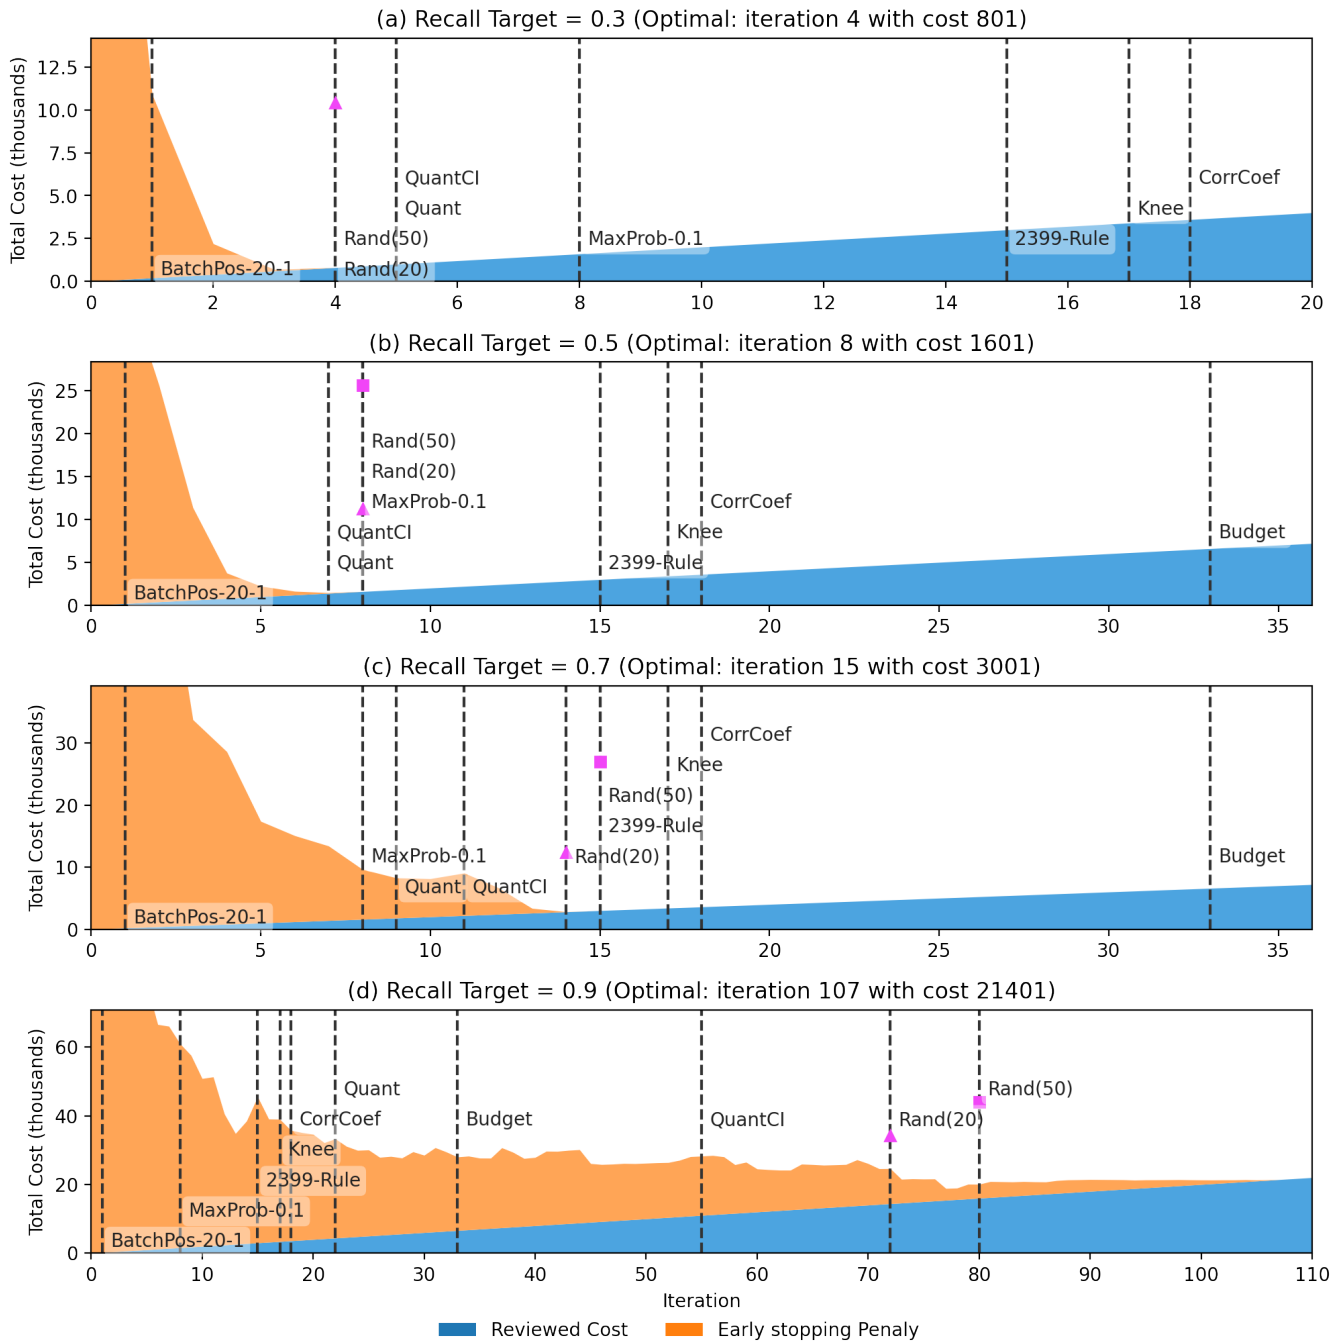 (a) Recall Target = 0.3 (Optimal: iteration 4 with cost 801)
Total Cost (thousands)
12.5
10.0
7.5
5.0
2.5
0.0
QuantCI
CorrCoef
Quant
Knee
Rand(50)
MaxProb-0.1
2399-Rule
BatchPos-20-1
Rand(20)
0 2 4 6 8 10 12 14 16 18 20
(b) Recall Target = 0.5 (Optimal: iteration 8 with cost 1601)
Total Cost (thousands)
25
20
15
10
5
0
Rand(50)
Rand(20)
MaxProb-0.1
CorrCoef
QuantCI
Knee
Budget
Quant
2399-Rule
BatchPos-20-1
0 5 10 15 20 25 30 35
(c) Recall Target = 0.7 (Optimal: iteration 15 with cost 3001)
Total Cost (thousands)
30
20
10
0
CorrCoef
Knee
Rand(50)
2399-Rule
MaxProb-0.1
Rand(20)
Budget
Quant
QuantCI
BatchPos-20-1
0 5 10 15 20 25 30 35
(d) Recall Target = 0.9 (Optimal: iteration 107 with cost 21401)
Total Cost (thousands)
60
40
20
0
Quant
Rand(50)
CorrCoef
Budget
QuantCI
Rand(20)
Knee
2399-Rule
MaxProb-0.1
BatchPos-20-1
0 10 20 30 40 50 60 70 80 90 100 110
Iteration
Reviewed Cost
Early stopping Penaly